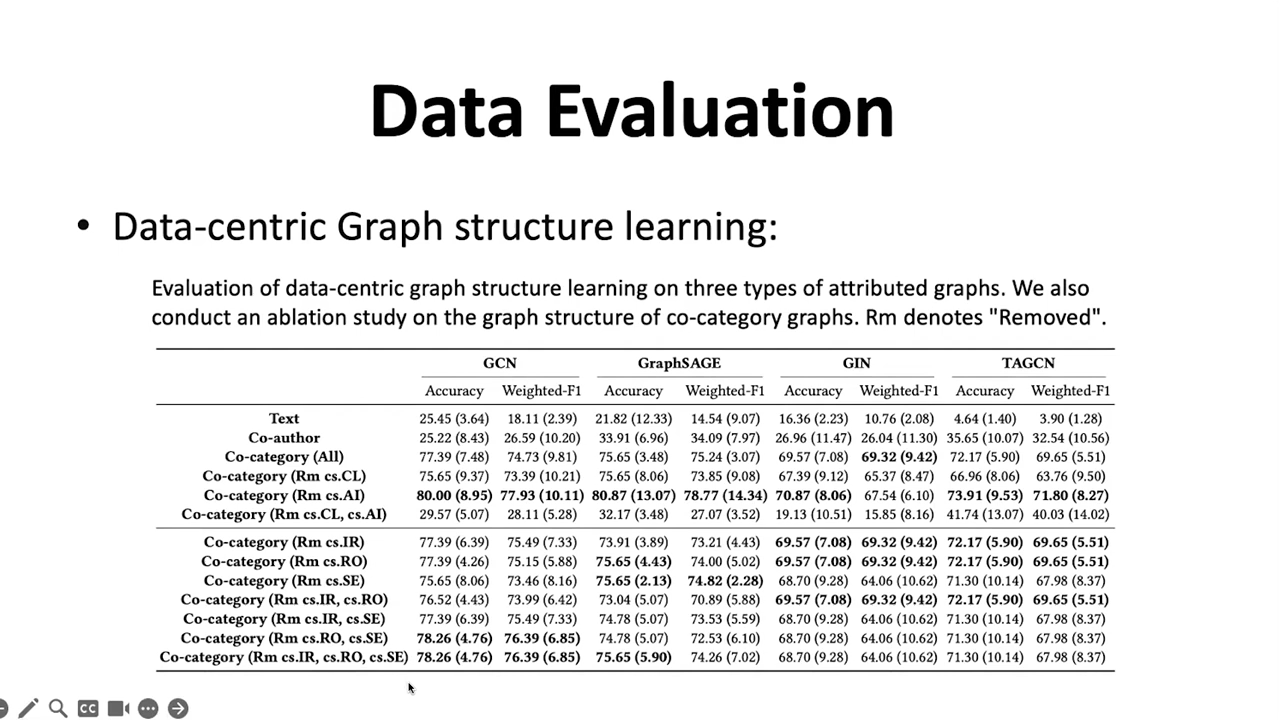 Data Evaluation
• Data-centric Graph structure learning:
Evaluation of data-centric graph structure learning on three types of attributed graphs. We also
conduct an ablation study on the graph structure of co-category graphs. Rm denotes "Removed".
GCN GraphSAGE GIN TAGCN
Accuracy Weighted-F1 Accuracy Weighted-F1 Accuracy Weighted-F1 Accuracy Weighted-F1
Text 25.45 (3.64) 18.11 (2.39) 21.82 (12.33) 14.54 (9.07) 16.36 (2.23) 10.76 (2.08) 4.64 (1.40) 3.90 (1.28)
Co-author 25.22 (8.43) 26.59 (10.20) 33.91 (6.96) 34.09 (7.97) 26.96 (11.47) 26.04 (11.30) 35.65 (10.07) 32.54 (10.56)
Co-category (All) 77.39 (7.48) 74.73 (9.81) 75.65 (3.48) 75.24 (3.07) 69.57 (7.08) 69.32 (9.42) 72.17 (5.90) 69.65 (5.51)
Co-category (Rm cs.CL) 75.65 (9.37) 73.39 (10.21) 75.65 (8.06) 73.85 (9.08) 67.39 (9.12) 65.37 (8.47) 66.96 (8.06) 63.76 (9.50)
Co-category (Rm cs.AI) 80.00 (8.95) 77.93 (10.11) 80.87 (13.07) 78.77 (14.34) 70.87 (8.06) 67.54 (6.10) 73.91 (9.53) 71.80 (8.27)
Co-category (Rm cs.CL, cs.AI) 29.57 (5.07) 28.11 (5.28) 32.17 (3.48) 27.07 (3.52) 19.13 (10.51) 15.85 (8.16) 41.74 (13.07) 40.03 (14.02)
Co-category (Rm cs.IR) 77.39 (6.39) 75.49 (7.33) 73.91 (3.89) 73.21 (4.43) 69.57 (7.08) 69.32 (9.42) 72.17 (5.90) 69.65 (5.51)
Co-category (Rm cs.RO) 77.39 (4.26) 75.15 (5.88) 75.65 (4.43) 74.00 (5.02) 69.57 (7.08) 69.32 (9.42) 72.17 (5.90) 69.65 (5.51)
Co-category (Rm cs.SE) 75.65 (8.06) 73.46 (8.16) 75.65 (2.13) 74.82 (2.28) 68.70 (9.28) 64.06 (10.62) 71.30 (10.14) 67.98 (8.37)
Co-category (Rm cs.IR, cs.RO) 76.52 (4.43) 73.99 (6.42) 73.04 (5.07) 70.89 (5.88) 69.57 (7.08) 69.32 (9.42) 72.17 (5.90) 69.65 (5.51)
Co-category (Rm cs.IR, cs.SE) 77.39 (6.39) 75.49 (7.33) 74.78 (5.07) 73.53 (5.59) 68.70 (9.28) 64.06 (10.62) 71.30 (10.14) 67.98 (8.37)
Co-category (Rm cs.RO, cs.SE) 78.26 (4.76) 76.39 (6.85) 74.78 (5.07) 72.53 (6.10) 68.70 (9.28) 64.06 (10.62) 71.30 (10.14) 67.98 (8.37)
Co-category (Rm cs.IR, cs.RO, cs.SE) 78.26 (4.76) 76.39 (6.85) 75.65 (5.90) 74.26 (7.02) 68.70 (9.28) 64.06 (10.62) 71.30 (10.14) 67.98 (8.37)
CC